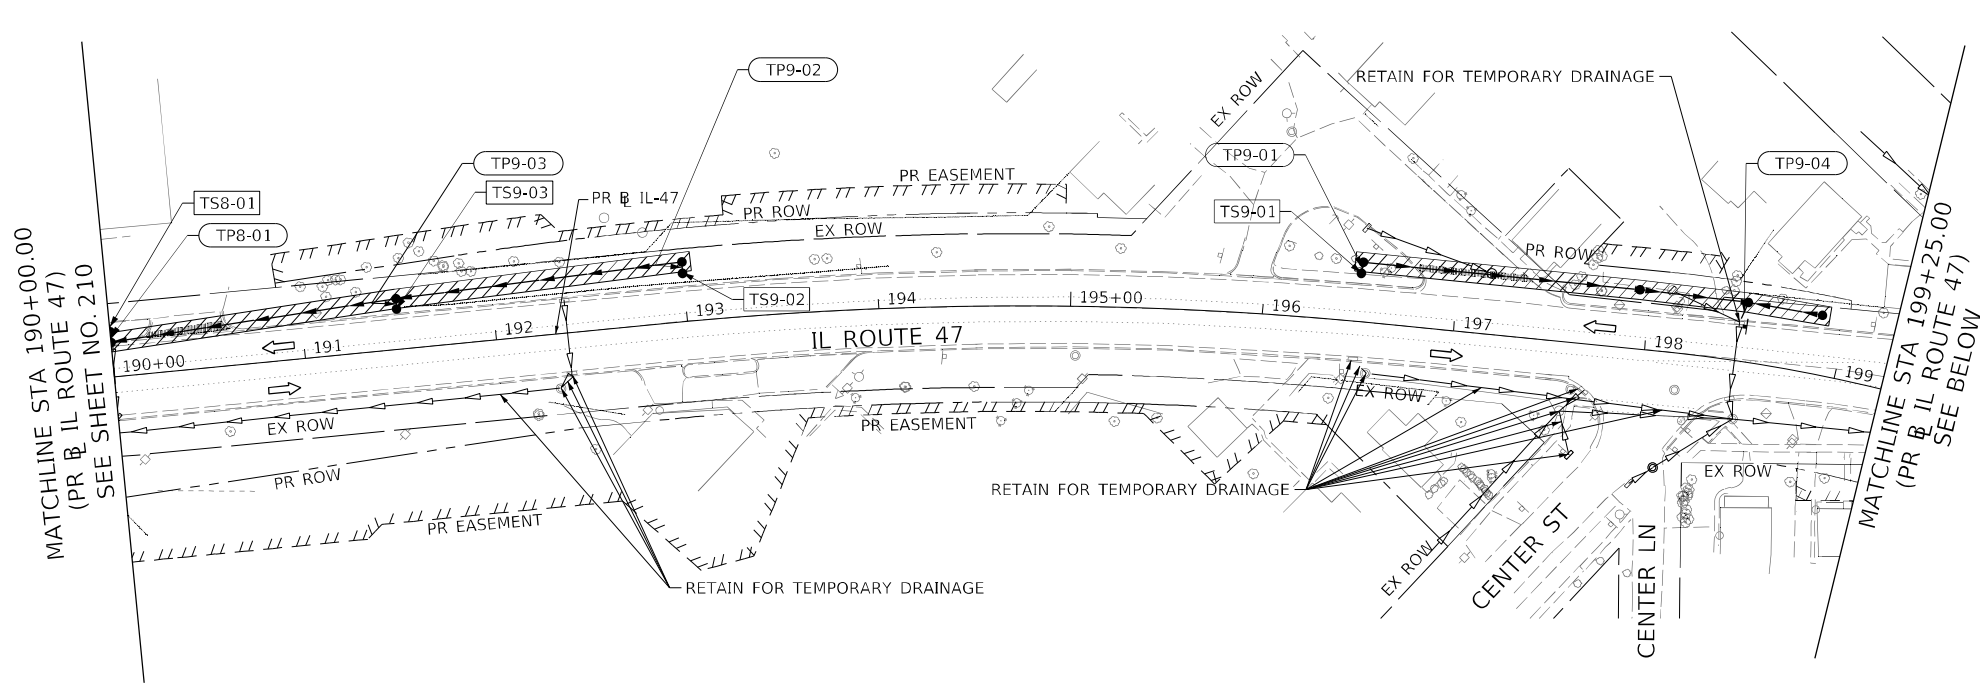 TP9-02
RETAIN FOR TEMPORARY DRAINAGE
EX ROW
TP9-03
TS9-03
TP9-01
TP9-04
TS8-01
TP8-01
PR BL IL-47
PR EASEMENT
PR ROW
EX ROW
TS9-01
PR ROW
TS9-02
MATCHLINE STA 190+00.00
(PR BL IL ROUTE 47)
SEE SHEET NO. 210
190+00
191
192
193
194
195+00
196
197
198
199
IL ROUTE 47
MATCHLINE STA 199+25.00
(PR BL IL ROUTE 47)
SEE BELOW
EX ROW
PR ROW
PR EASEMENT
PR EASEMENT
EX ROW
RETAIN FOR TEMPORARY DRAINAGE
EX ROW
EX ROW
CENTER ST
CENTER LN
RETAIN FOR TEMPORARY DRAINAGE